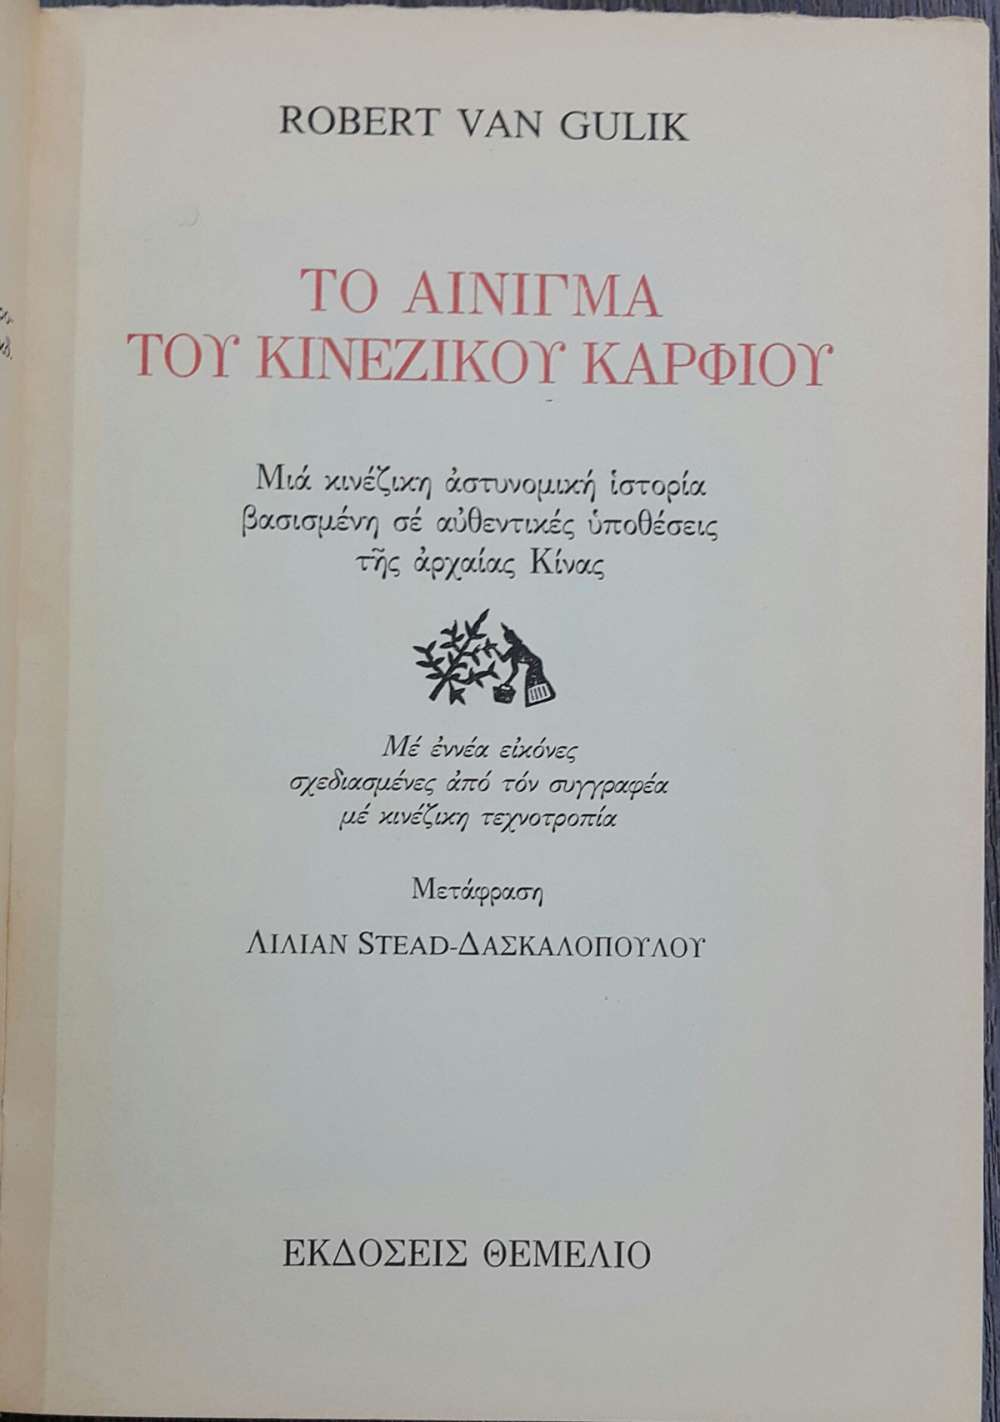 ROBERT VAN GULIK
ΤΟ ΑΙΝΙΓΜΑ
ΤΟΥ ΚΙΝΕΖΙΚΟΥ ΚΑΡΦΙΟΥ
Μιά κινέζικη ἀστυνομική ἱστορία
βασισμένη σέ αὐθεντικές ὑποθέσεις
τῆς ἀρχαίας Κίνας
Μέ ἐννέα εἰκόνες
σχεδιασμένες ἀπό τόν συγγραφέα
μέ κινέζικη τεχνοτροπία
Μετάφραση
ΛΙΛΙΑΝ STEAD-ΔΑΣΚΑΛΟΠΟΥΛΟΥ
ΕΚΔΟΣΕΙΣ ΘΕΜΕΛΙΟ